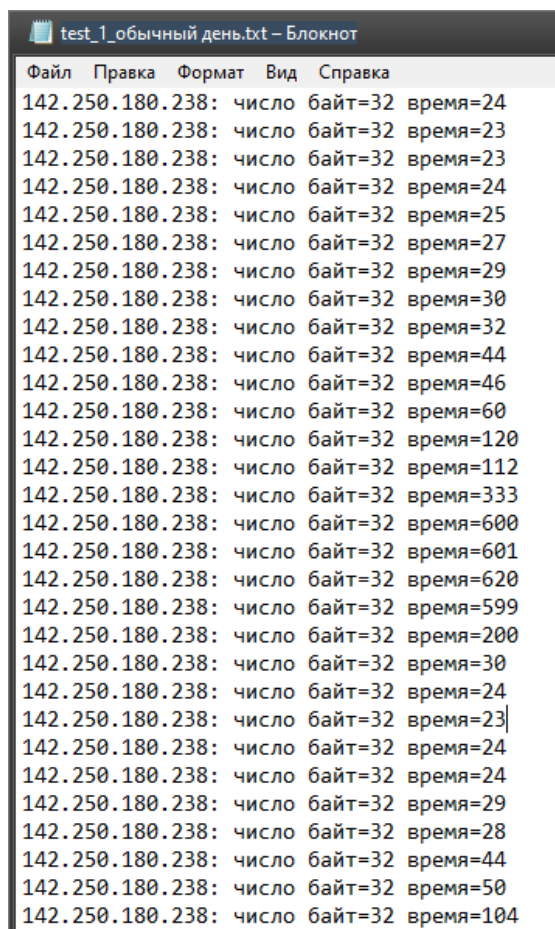 test_1_обычный день.txt – Блокнот
Файл Правка Формат Вид Справка
142.250.180.238: число байт=32 время=24
142.250.180.238: число байт=32 время=23
142.250.180.238: число байт=32 время=23
142.250.180.238: число байт=32 время=24
142.250.180.238: число байт=32 время=25
142.250.180.238: число байт=32 время=27
142.250.180.238: число байт=32 время=29
142.250.180.238: число байт=32 время=30
142.250.180.238: число байт=32 время=32
142.250.180.238: число байт=32 время=44
142.250.180.238: число байт=32 время=46
142.250.180.238: число байт=32 время=60
142.250.180.238: число байт=32 время=120
142.250.180.238: число байт=32 время=112
142.250.180.238: число байт=32 время=333
142.250.180.238: число байт=32 время=600
142.250.180.238: число байт=32 время=601
142.250.180.238: число байт=32 время=620
142.250.180.238: число байт=32 время=599
142.250.180.238: число байт=32 время=200
142.250.180.238: число байт=32 время=30
142.250.180.238: число байт=32 время=24
142.250.180.238: число байт=32 время=23
142.250.180.238: число байт=32 время=24
142.250.180.238: число байт=32 время=24
142.250.180.238: число байт=32 время=29
142.250.180.238: число байт=32 время=28
142.250.180.238: число байт=32 время=44
142.250.180.238: число байт=32 время=50
142.250.180.238: число байт=32 время=104